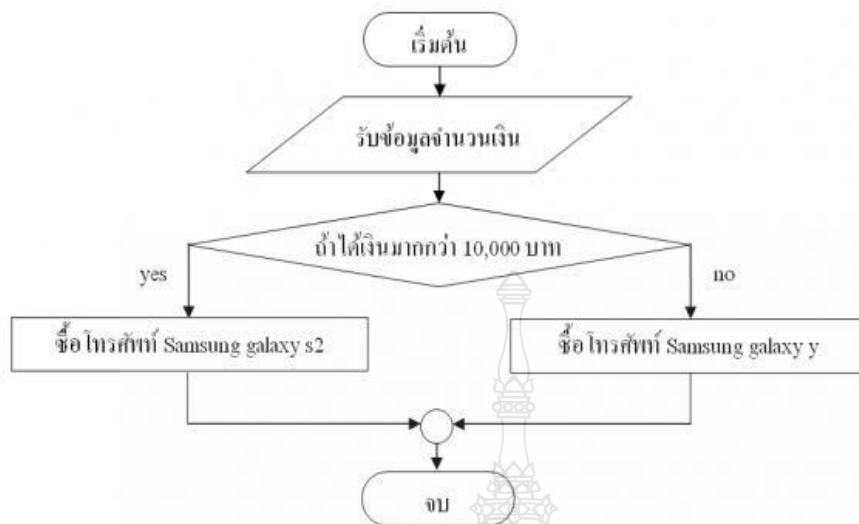 เริ่มต้น
รับข้อมูลจำนวนเงิน
ถ้าได้เงินมากกว่า 10,000 บาท
yes
no
ซื้อโทรศัพท์ Samsung galaxy s2
ซื้อโทรศัพท์ Samsung galaxy y
จบ